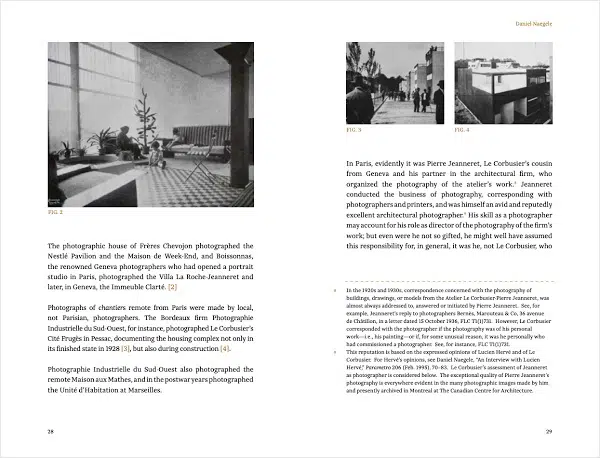 Daniel Naegele
FIG. 2
The photographic house of Frères Chevojon photographed the
Nestlé Pavilion and the Maison de Week-End, and Boissonnas,
the renowned Geneva photographers who had opened a portrait
studio in Paris, photographed the Villa La Roche-Jeanneret and
later, in Geneva, the Immeuble Clarté. [2]
Photographs of chantiers remote from Paris were made by local,
not Parisian, photographers. The Bordeaux firm Photographie
Industrielle du Sud-Ouest, for instance, photographed Le Corbusier's
Cité Frugès in Pessac, documenting the housing complex not only in
its finished state in 1928 [3], but also during construction [4].
Photographie Industrielle du Sud-Ouest also photographed the
remote Maison aux Mathes, and in the postwar years photographed
the Unité d'Habitation at Marseilles.
28
FIG. 3
FIG. 4
In Paris, evidently it was Pierre Jeanneret, Le Corbusier's cousin
from Geneva and his partner in the architectural firm, who
organized the photography of the atelier's work. Jeanneret
conducted the business of photography, corresponding with
photographers and printers, and was himself an avid and reputedly
excellent architectural photographer. His skill as a photographer
may account for his role as director of the photography of the firm's
work; but even were he not so gifted, he might well have assumed
this responsibility for, in general, it was he, not Le Corbusier, who
In the 1920s and 1930s, correspondence concerned with the photography of
buildings, drawings, or models from the Atelier Le Corbusier-Pierre Jeanneret, was
almost always addressed to, answered or initiated by Pierre Jeanneret. See, for
example, Jeanneret's reply to photographers Bernès, Marouteau & Co, 36 avenue
de Châtillon, in a letter dated 15 October 1936, FLC T1(1)731. However, Le Corbusier
corresponded with the photographer if the photography was of his personal
work—i.e., his painting—or if, for some unusual reason, it was he personally who
had commissioned a photographer. See, for instance, FLC T1(1)721.
This reputation is based on the expressed opinions of Lucien Hervé and of Le
Corbusier. For Hervé's opinions, see Daniel Naegele, "An Interview with Lucien
Hervé," Parametro 206 (Feb. 1995), 70–83. Le Corbusier's assessment of Jeanneret
as photographer is considered below. The exceptional quality of Pierre Jeanneret's
photography is everywhere evident in the many photographic images made by him
and presently archived in Montreal at The Canadian Centre for Architecture.
29